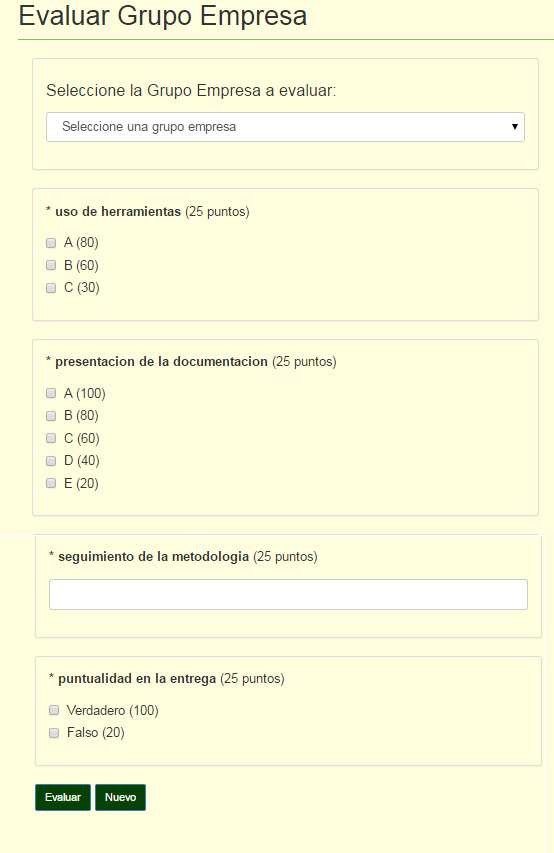 Evaluar Grupo Empresa
Seleccione la Grupo Empresa a evaluar:
Seleccione una grupo empresa
* uso de herramientas (25 puntos)
A (80)
B (60)
C (30)
* presentacion de la documentacion (25 puntos)
A (100)
B (80)
C (60)
D (40)
E (20)
* seguimiento de la metodologia (25 puntos)
* puntualidad en la entrega (25 puntos)
Verdadero (100)
Falso (20)
Evaluar Nuevo